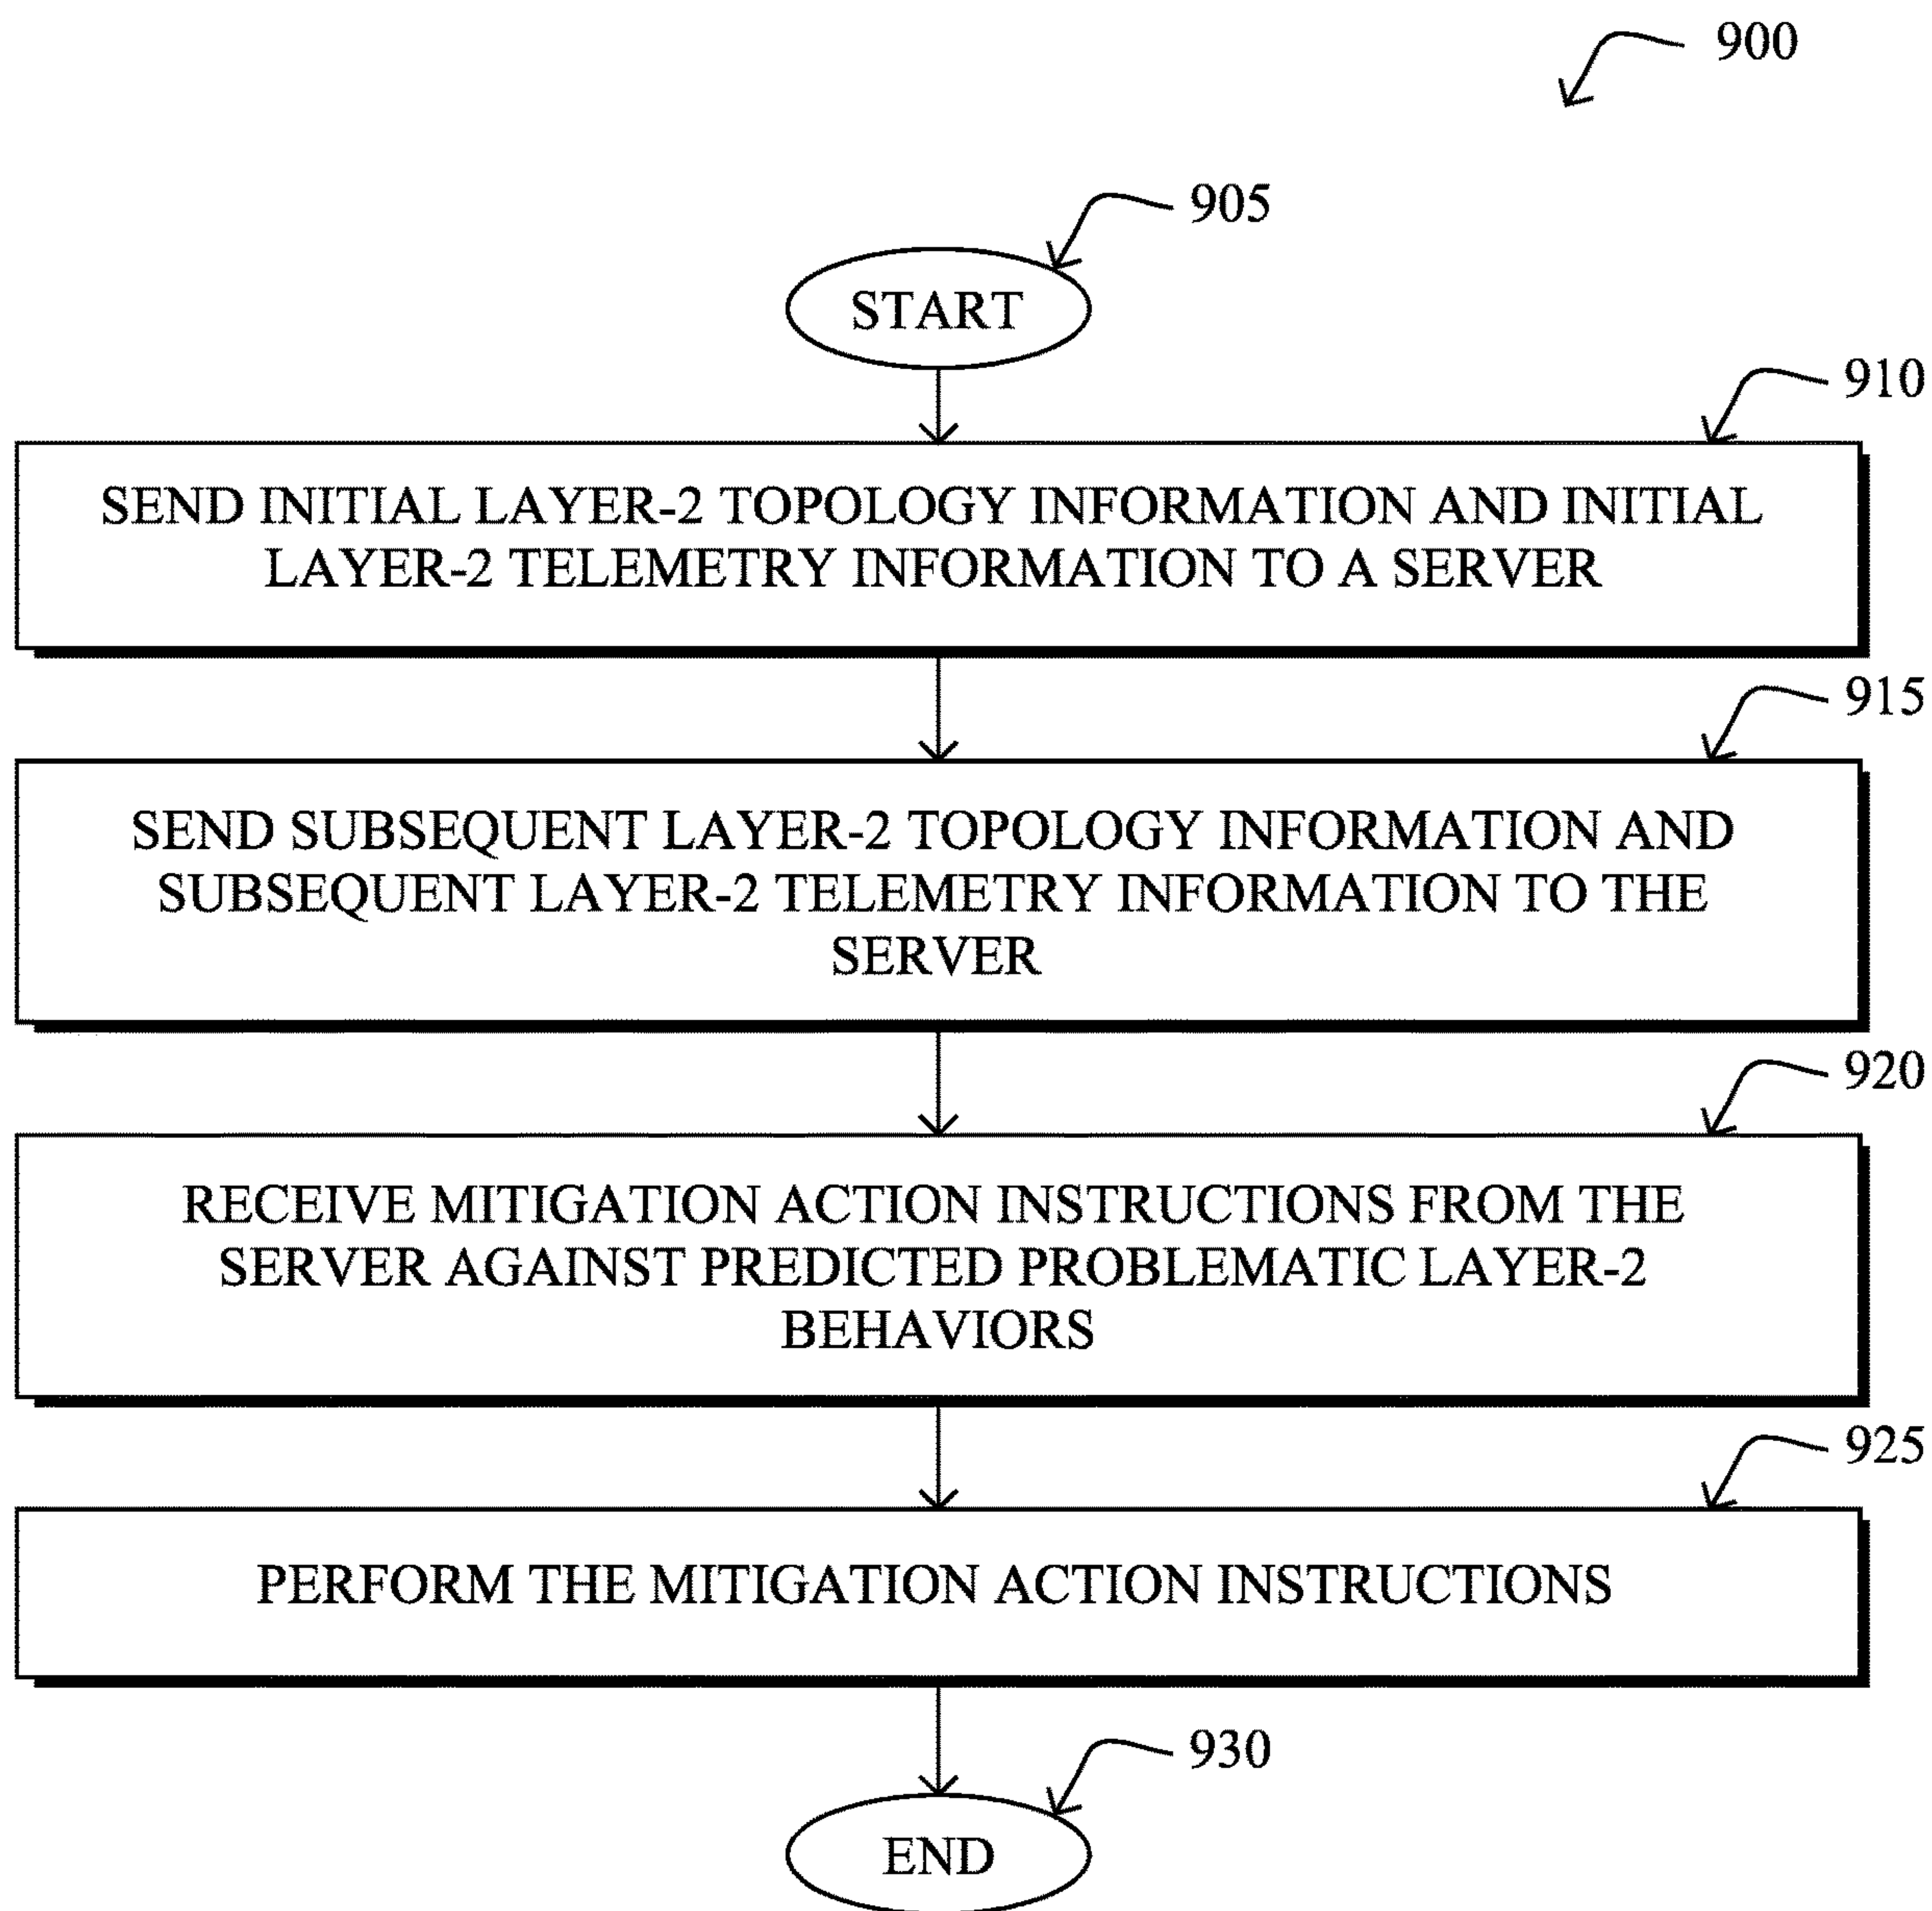 900
905
START
910
SEND INITIAL LAYER-2 TOPOLOGY INFORMATION AND INITIAL
LAYER-2 TELEMETRY INFORMATION TO A SERVER
915
SEND SUBSEQUENT LAYER-2 TOPOLOGY INFORMATION AND
SUBSEQUENT LAYER-2 TELEMETRY INFORMATION TO THE
SERVER
920
RECEIVE MITIGATION ACTION INSTRUCTIONS FROM THE
SERVER AGAINST PREDICTED PROBLEMATIC LAYER-2
BEHAVIORS
925
PERFORM THE MITIGATION ACTION INSTRUCTIONS
930
END